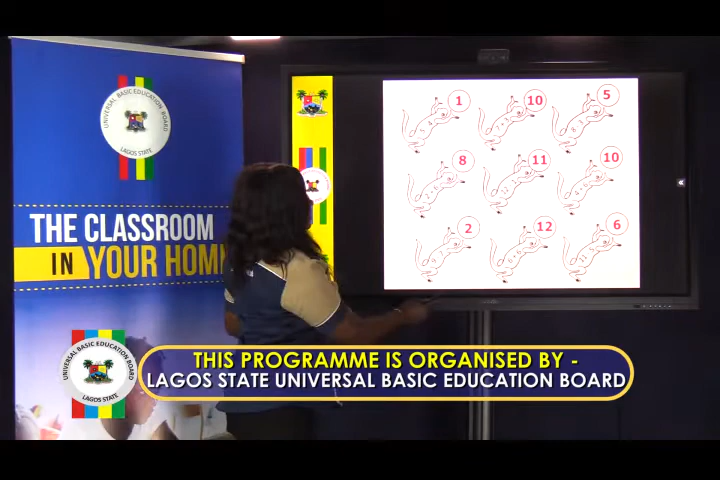 UNIVERSAL BASIC EDUCATION BOARD
LAGOS STATE
THE CLASSROOM
IN YOUR HOM
1
10
5
8
11
10
2
12
6
UNIVERSAL BASIC EDUCATION BOARD
LAGOS STATE
THIS PROGRAMME IS ORGANISED BY -
LAGOS STATE UNIVERSAL BASIC EDUCATION BOARD